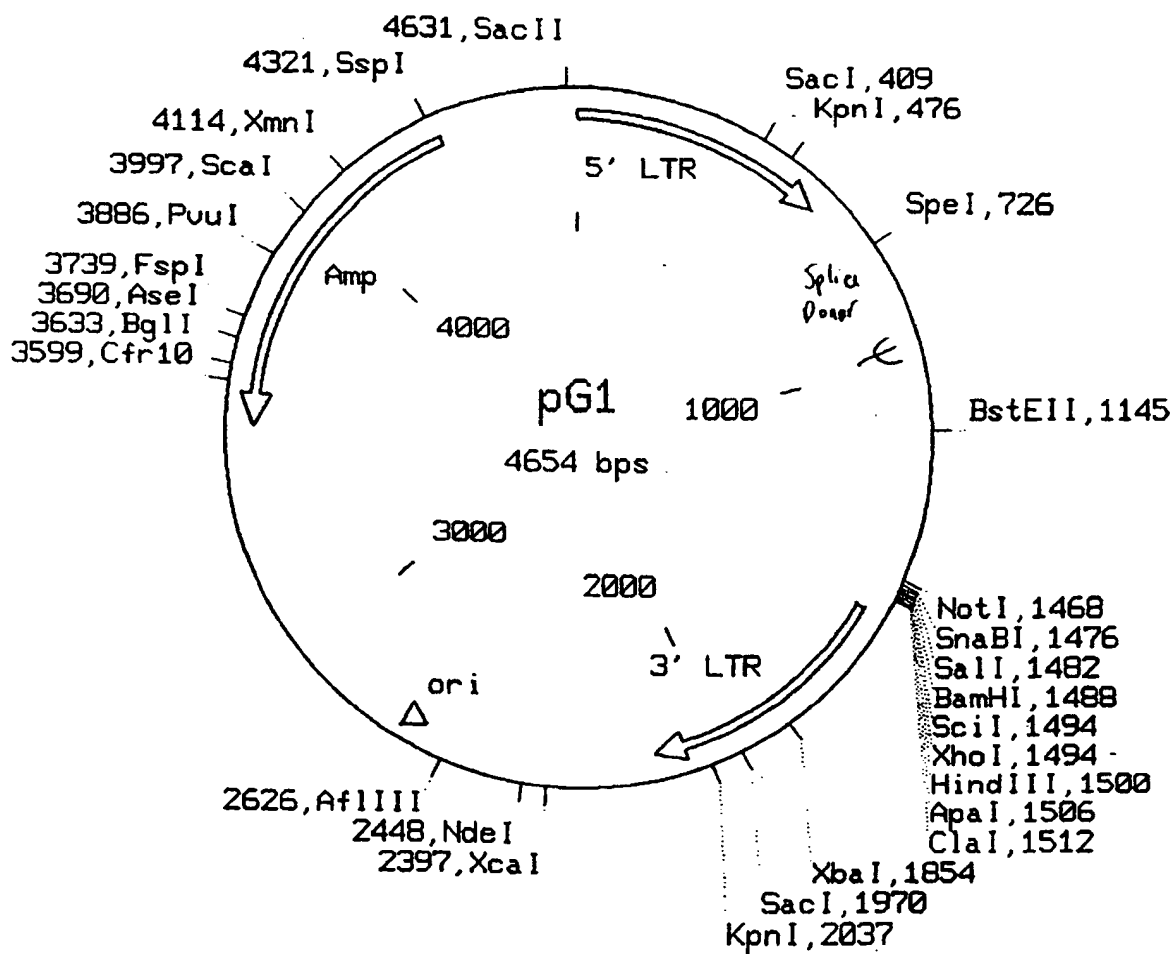 4631,SacII
4321,SspI
4114,XmnI
3997,ScaI
3886,PvuI
3739,FspI
3690,AseI
3633,BglI
3599,Cfr10
SacI,409
KpnI,476
5' LTR
SpeI,726
Splice
Donor
Amp
4000
pG1
4654 bps
1000
BstEII,1145
3000
2000
3' LTR
ori
NotI,1468
SnaBI,1476
SalI,1482
BamHI,1488
SciI,1494
XhoI,1494
HindIII,1500
ApaI,1506
ClaI,1512
XbaI,1854
SacI,1970
KpnI,2037
2626,AflIII
2448,NdeI
2397,XcaI